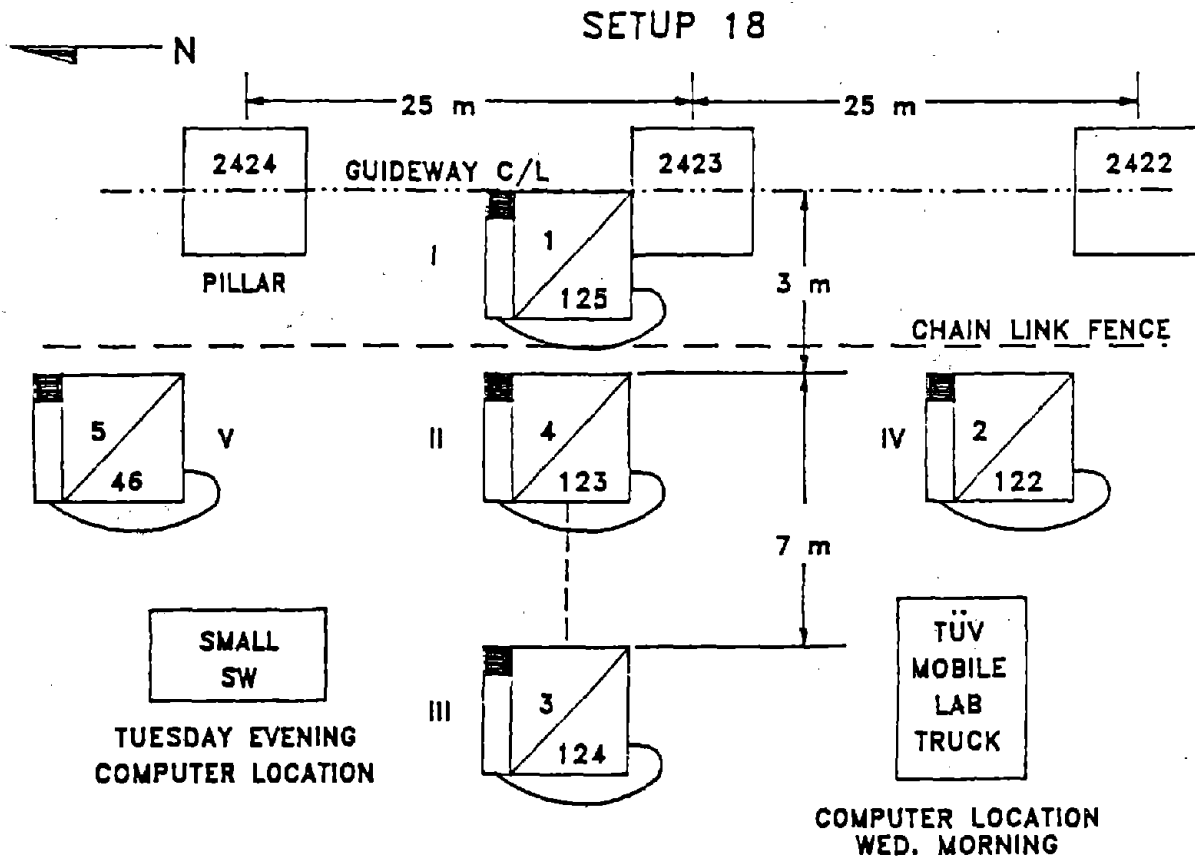 SETUP 18
N
25 m
25 m
2424
GUIDEWAY C/L
2423
2422
I
1
125
3 m
PILLAR
CHAIN LINK FENCE
5
46
V
II
4
123
IV
2
122
7 m
SMALL
SW
TUESDAY EVENING
COMPUTER LOCATION
III
3
124
TÜV
MOBILE
LAB
TRUCK
COMPUTER LOCATION
WED. MORNING